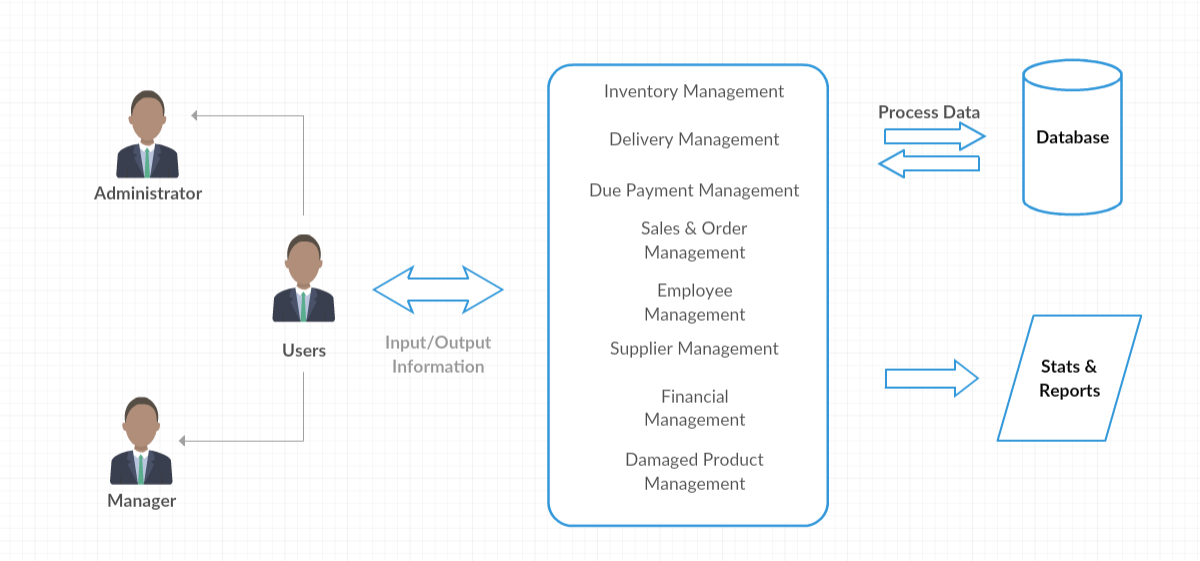 Administrator
Users
Manager
Input/Output
Information
Inventory Management
Delivery Management
Due Payment Management
Sales & Order
Management
Employee
Management
Supplier Management
Financial
Management
Damaged Product
Management
Process Data
Database
Stats &
Reports